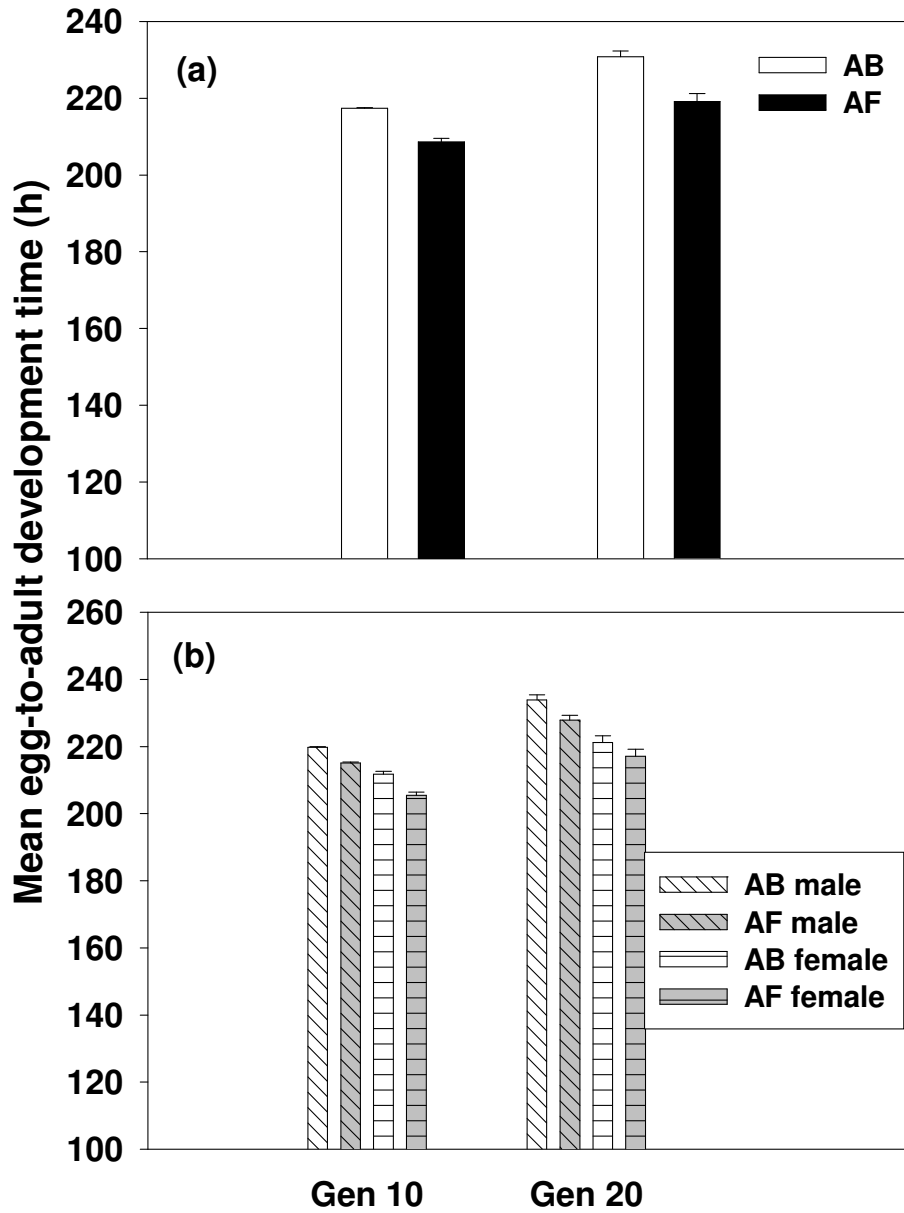 Mean egg-to-adult development time (h)
240
220
200
180
160
140
120
100
(a)
AB
AF
260
240
220
200
180
160
140
120
100
(b)
AB male
AF male
AB female
AF female
Gen 10 Gen 20